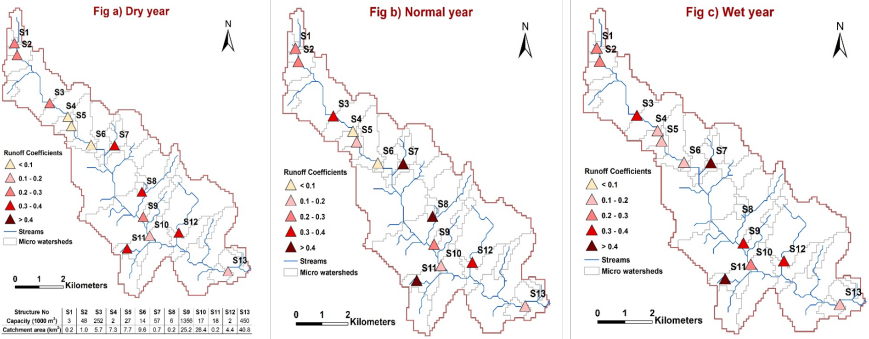 Fig a) Dry year
N
S1
S2
S3
S4
S5
S6
S7
S8
S9
S10
S11
S12
S13
Runoff Coefficients
< 0.1
0.1 - 0.2
0.2 - 0.3
0.3 - 0.4
> 0.4
Streams
Micro watersheds
0 1 2
Kilometers
Structure No S1 S2 S3 S4 S5 S6 S7 S8 S9 S10 S11 S12 S13
Capacity (1000 m³) 3 48 252 2 27 14 57 6 1356 17 18 2 450
Catchment area (km²) 0.2 1.0 5.7 7.3 7.7 9.6 0.7 0.2 25.2 26.4 0.2 4.4 40.8
Fig b) Normal year
N
S1
S2
S3
S4
S5
S6
S7
S8
S9
S10
S11
S12
S13
Runoff Coefficients
< 0.1
0.1 - 0.2
0.2 - 0.3
0.3 - 0.4
> 0.4
Streams
Micro watersheds
0 1 2
Kilometers
Fig c) Wet year
N
S1
S2
S3
S4
S5
S6
S7
S8
S9
S10
S11
S12
S13
Runoff Coefficients
< 0.1
0.1 - 0.2
0.2 - 0.3
0.3 - 0.4
> 0.4
Streams
Micro watersheds
0 1 2
Kilometers